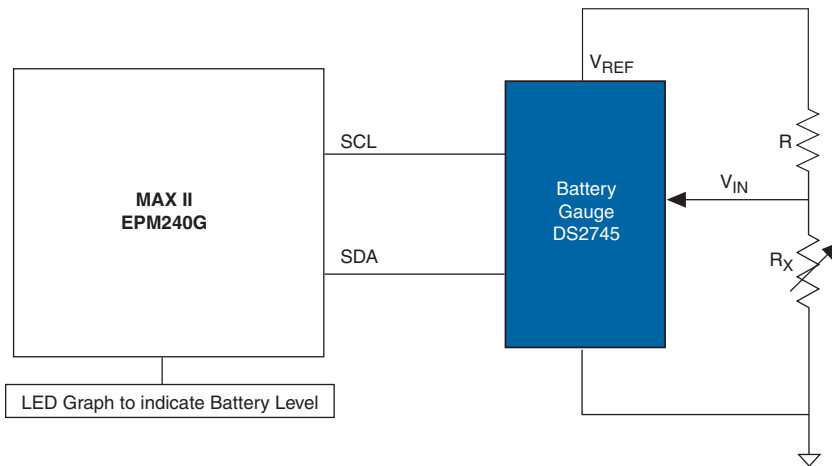 MAX II
EPM240G
SCL
SDA
LED Graph to indicate Battery Level
VREF
Battery
Gauge
DS2745
VIN
R
RX